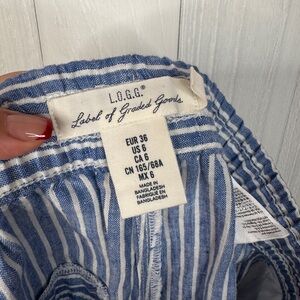 L.O.G.G.
Label of Graded Goods
EUR 36
US 6
CA 6
CN 165/68A
MX 6
MADE IN
BANGLADESH
FABRIQUÉ EN
BANGLADESH